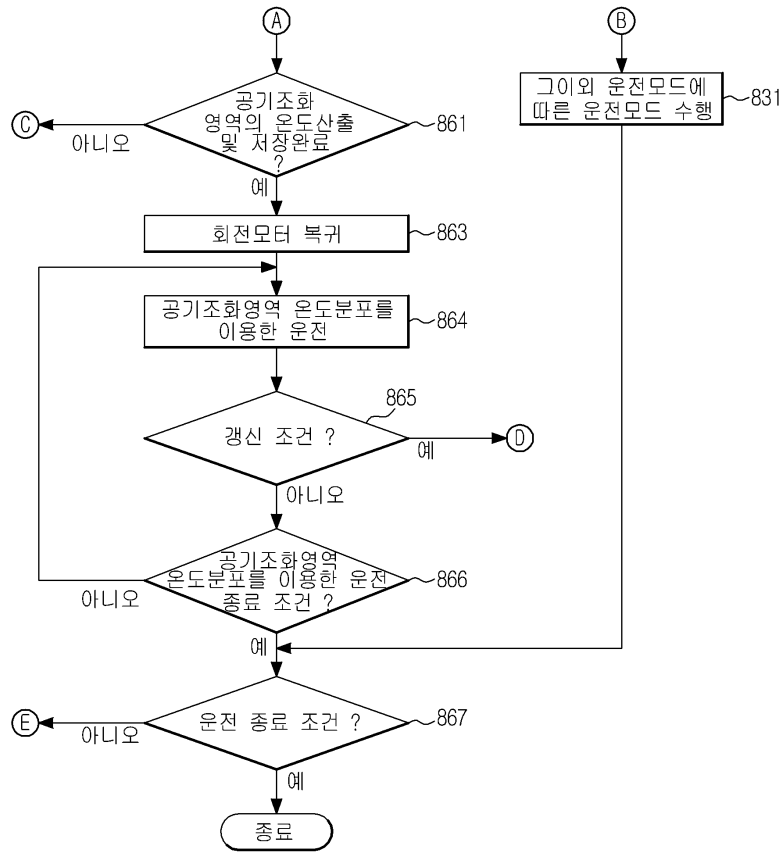 A
B
공기조화
영역의 온도산출
및 저장완료
?
861
C
아니오
예
그이외 운전모드에
따른 운전모드 수행
831
회전모터 복귀
863
공기조화영역 온도분포를
이용한 운전
864
865
갱신 조건 ?
예
D
아니오
공기조화영역
온도분포를 이용한 운전
종료 조건 ?
866
아니오
예
운전 종료 조건 ?
867
E
아니오
예
종료